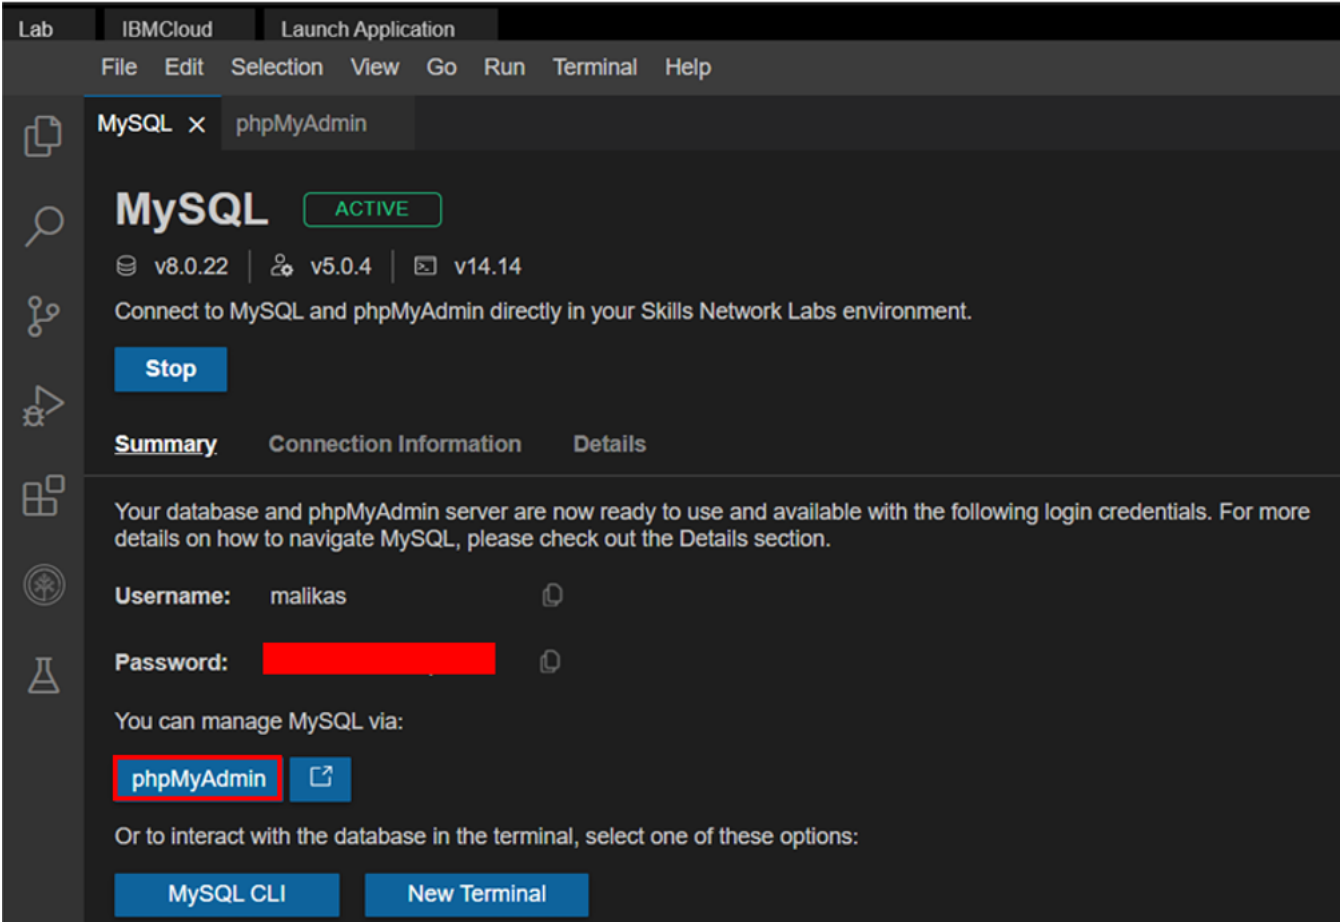 Lab IBMCloud Launch Application
File Edit Selection View Go Run Terminal Help
MySQL × phpMyAdmin
MySQL ACTIVE
v8.0.22 v5.0.4 v14.14
Connect to MySQL and phpMyAdmin directly in your Skills Network Labs environment.
Stop
Summary Connection Information Details
Your database and phpMyAdmin server are now ready to use and available with the following login credentials. For more
details on how to navigate MySQL, please check out the Details section.
Username: malikas
Password:
You can manage MySQL via:
phpMyAdmin
Or to interact with the database in the terminal, select one of these options:
MySQL CLI New Terminal